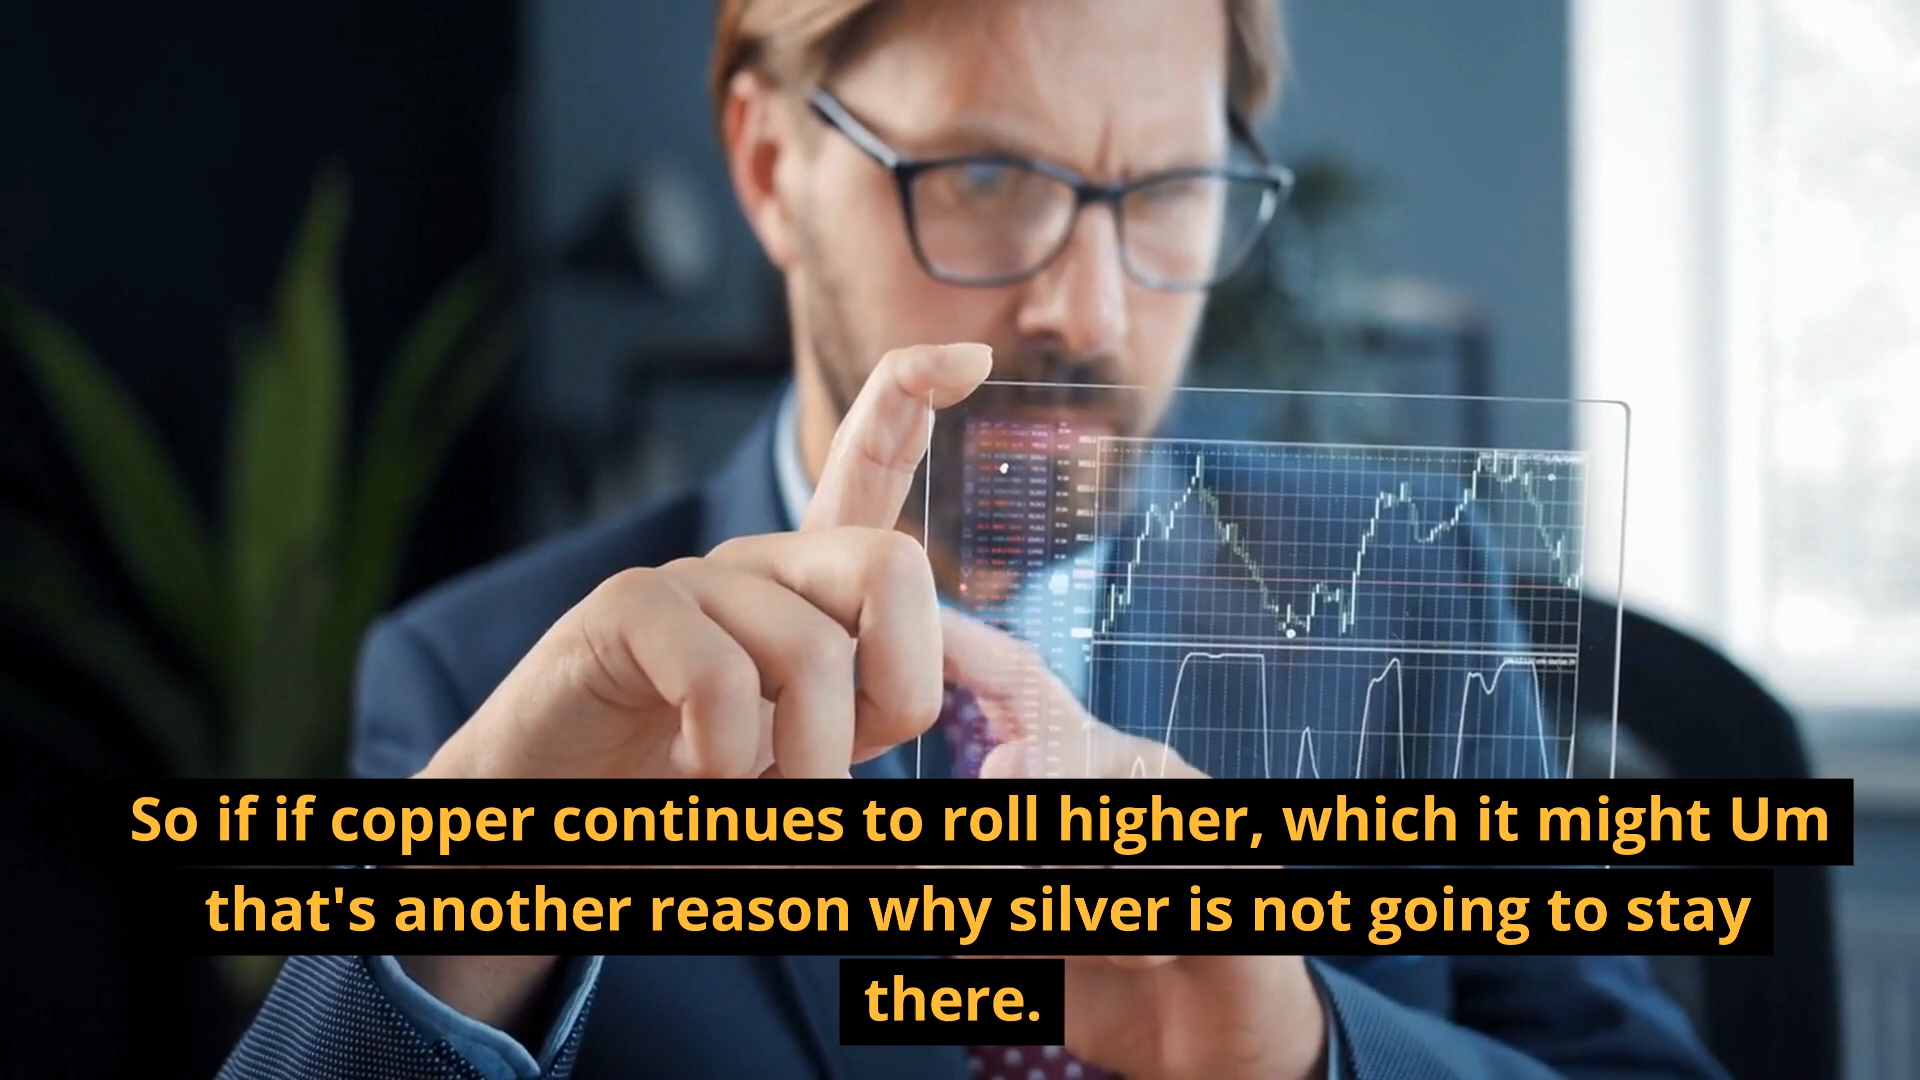 So if if copper continues to roll higher, which it might Um
that's another reason why silver is not going to stay
there.